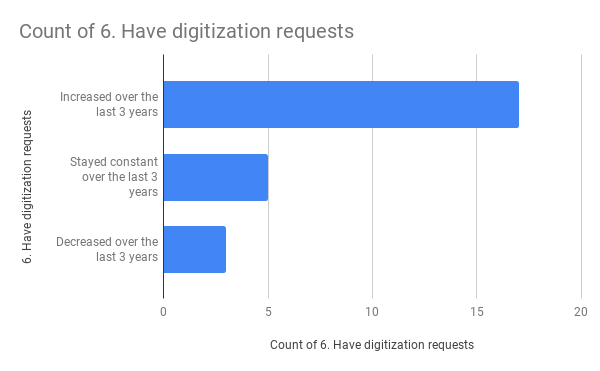 Count of 6. Have digitization requests
6. Have digitization requests
Increased over the
last 3 years
Stayed constant
over the last 3
years
Decreased over the
last 3 years
0 5 10 15 20
Count of 6. Have digitization requests